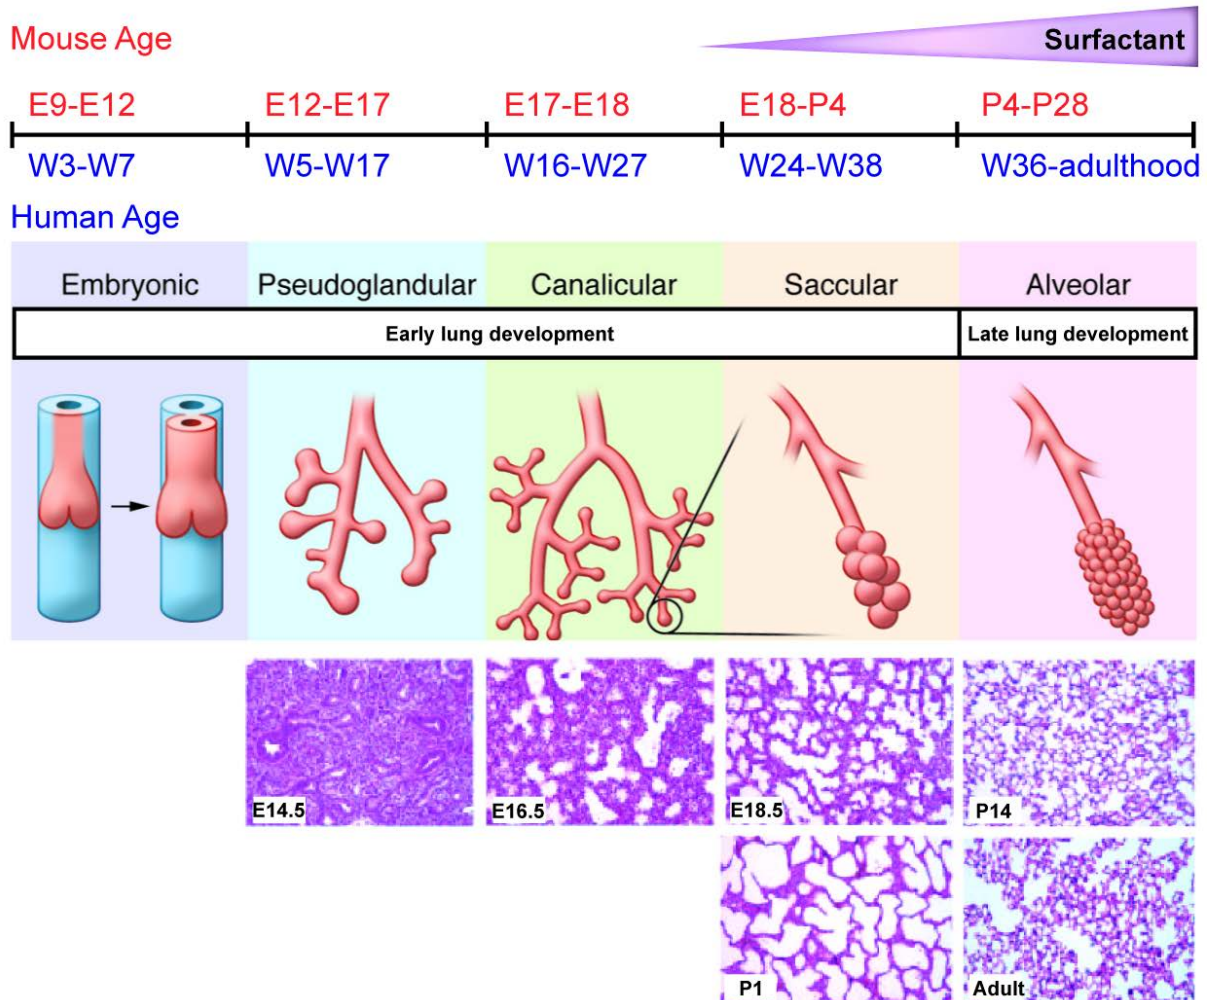 Mouse Age
Surfactant
E9-E12 E12-E17 E17-E18 E18-P4 P4-P28
W3-W7 W5-W17 W16-W27 W24-W38 W36-adulthood
Human Age
Embryonic Pseudoglandular Canalicular Saccular Alveolar
Early lung development Late lung development
E14.5 E16.5 E18.5 P14
P1 Adult